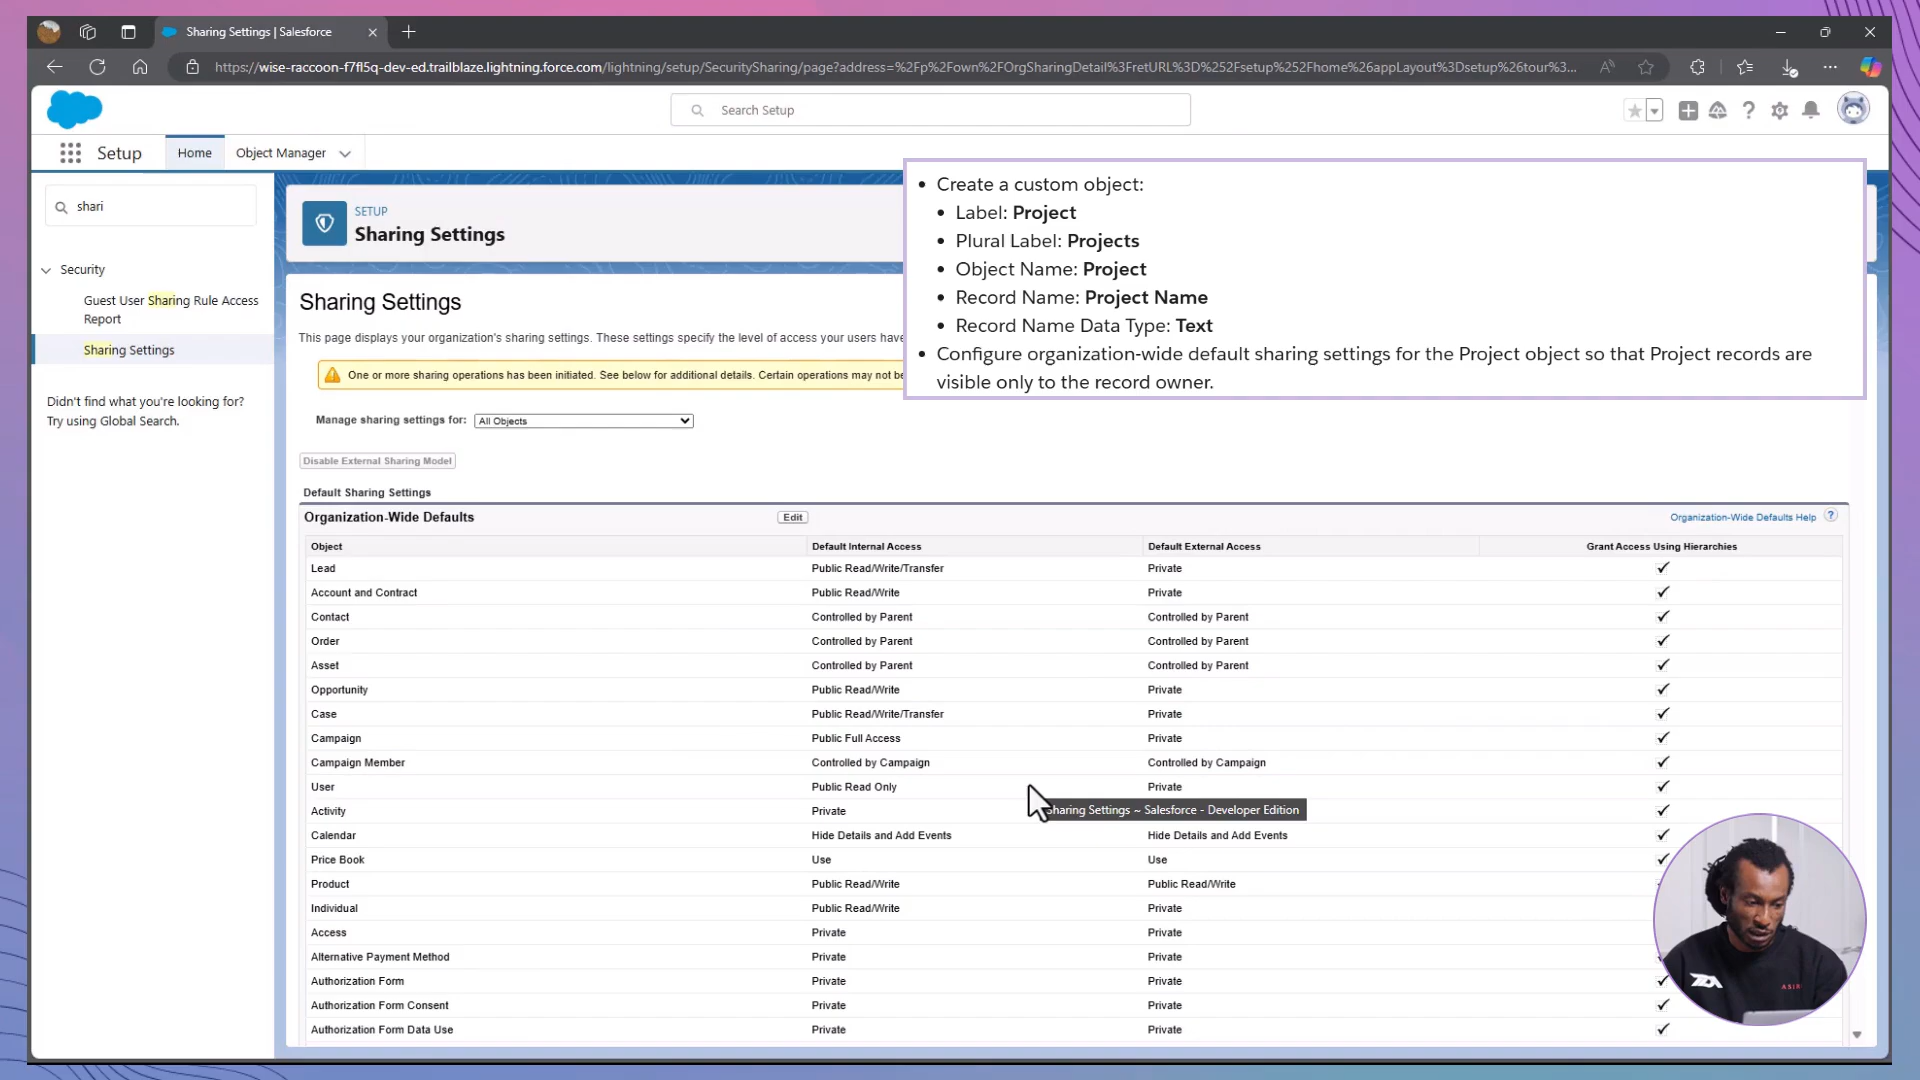 Sharing Settings | Salesforce
https://wise-raccoon-f7fl5q-dev-ed.trailblaze.lightning.force.com/lightning/setup/SecuritySharing/page?address=%2Fp%2Fown%2FOrgSharingDetail%3FretURL%3D%252Fsetup%252Fhome%26appLayout%3Dsetup%26tour%3...
Search Setup
Setup
Home
Object Manager
shari
Security
Guest User Sharing Rule Access
Report
Sharing Settings
Didn't find what you're looking for?
Try using Global Search.
SETUP
Sharing Settings
• Create a custom object:
• Label: Project
• Plural Label: Projects
• Object Name: Project
• Record Name: Project Name
• Record Name Data Type: Text
• Configure organization-wide default sharing settings for the Project object so that Project records are
visible only to the record owner.
Sharing Settings
This page displays your organization's sharing settings. These settings specify the level of access your users have
One or more sharing operations has been initiated. See below for additional details. Certain operations may not be
Manage sharing settings for: All Objects
Disable External Sharing Model
Default Sharing Settings
Organization-Wide Defaults Edit Organization-Wide Defaults Help ?
Object Default Internal Access Default External Access Grant Access Using Hierarchies
Lead Public Read/Write/Transfer Private
Account and Contract Public Read/Write Private
Contact Controlled by Parent Controlled by Parent
Order Controlled by Parent Controlled by Parent
Asset Controlled by Parent Controlled by Parent
Opportunity Public Read/Write Private
Case Public Read/Write/Transfer Private
Campaign Public Full Access Private
Campaign Member Controlled by Campaign Controlled by Campaign
User Public Read Only Private
Activity Private
Sharing Settings ~ Salesforce - Developer Edition
Calendar Hide Details and Add Events Hide Details and Add Events
Price Book Use Use
Product Public Read/Write Public Read/Write
Individual Public Read/Write Private
Access Private Private
Alternative Payment Method Private Private
Authorization Form Private Private
Authorization Form Consent Private Private
Authorization Form Data Use Private Private